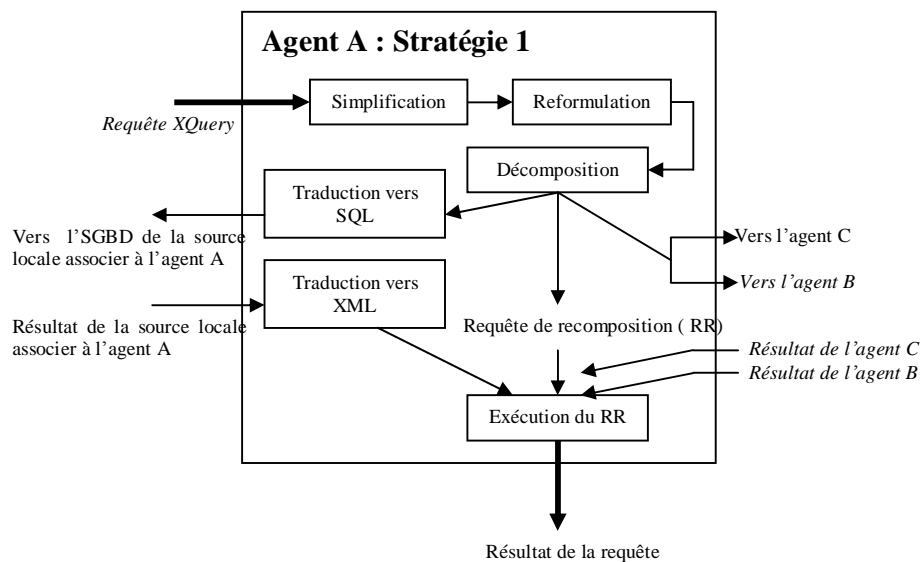 Agent A : Stratégie 1
Simplification
Reformulation
Requête XQuery
Décomposition
Traduction vers
SQL
Vers l'SGBD de la source
locale associer à l'agent A
Vers l'agent C
Vers l'agent B
Traduction vers
XML
Résultat de la source locale
associer à l'agent A
Requête de recomposition ( RR)
Résultat de l'agent C
Résultat de l'agent B
Exécution du RR
Résultat de la requête